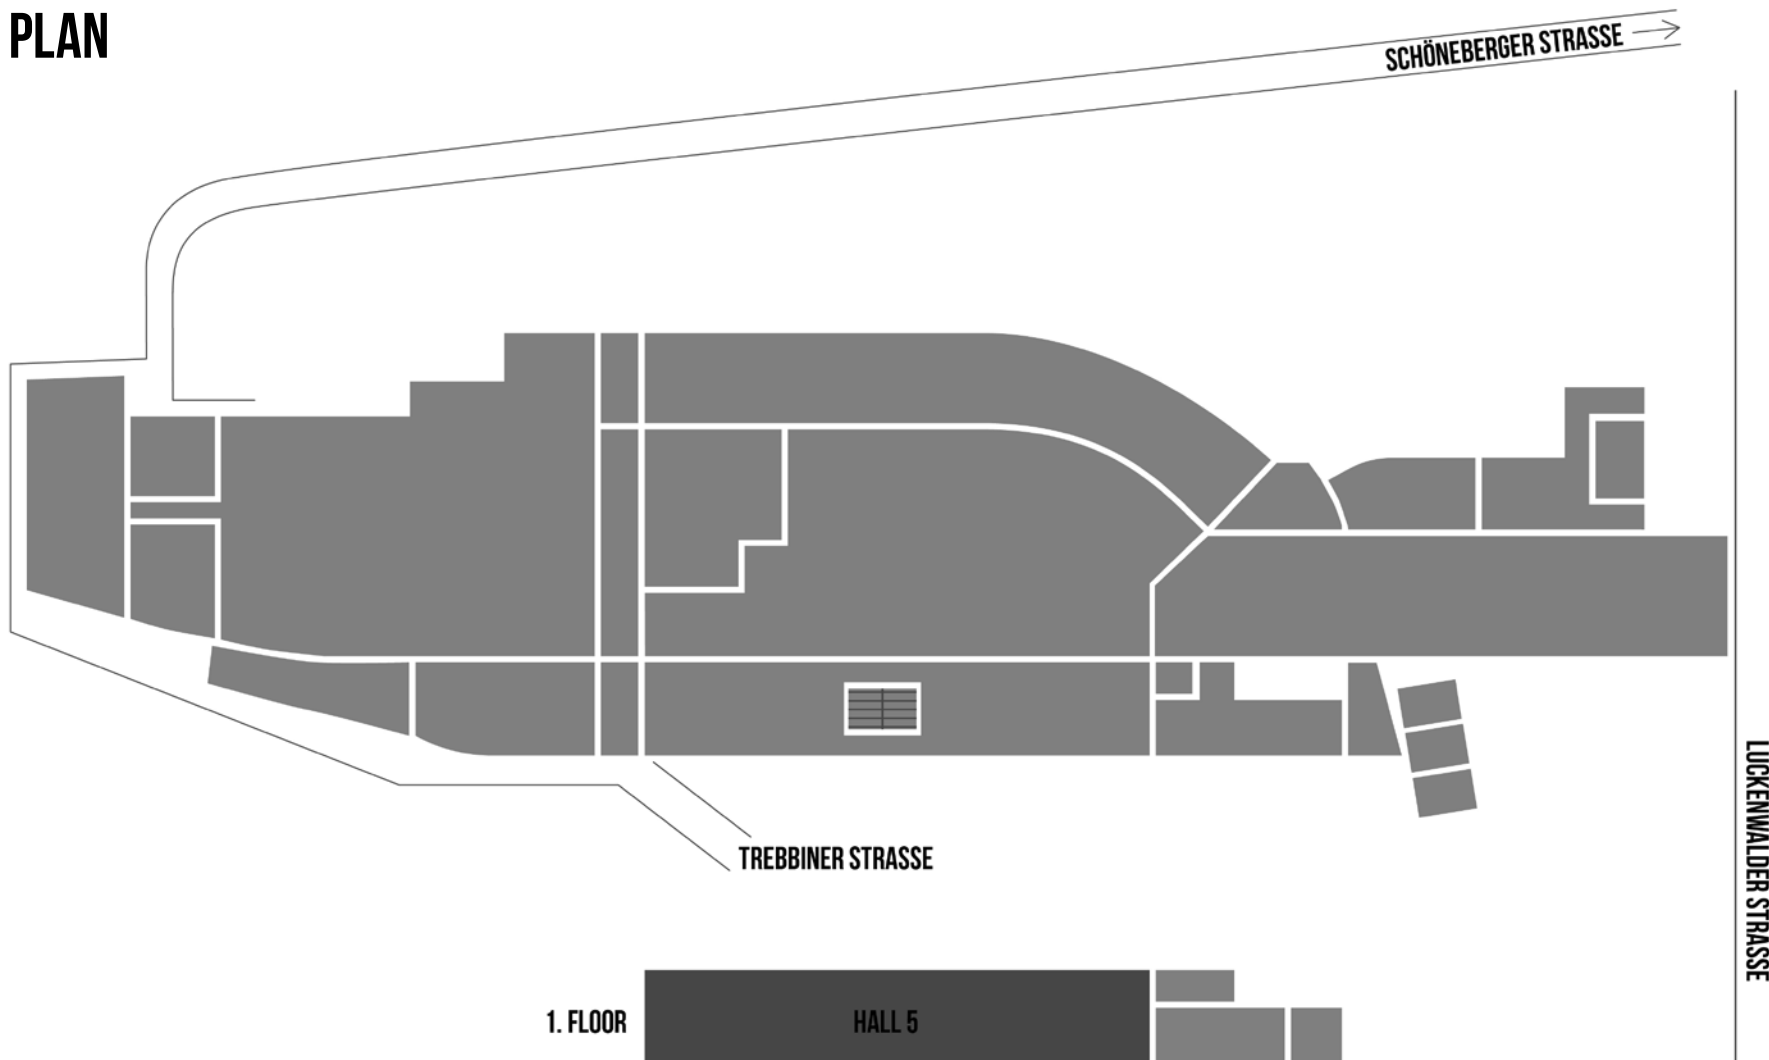 PLAN
SCHÖNEBERGER STRASSE
TREBBINER STRASSE
LUCKENWALDER STRASSE
1. FLOOR
HALL 5